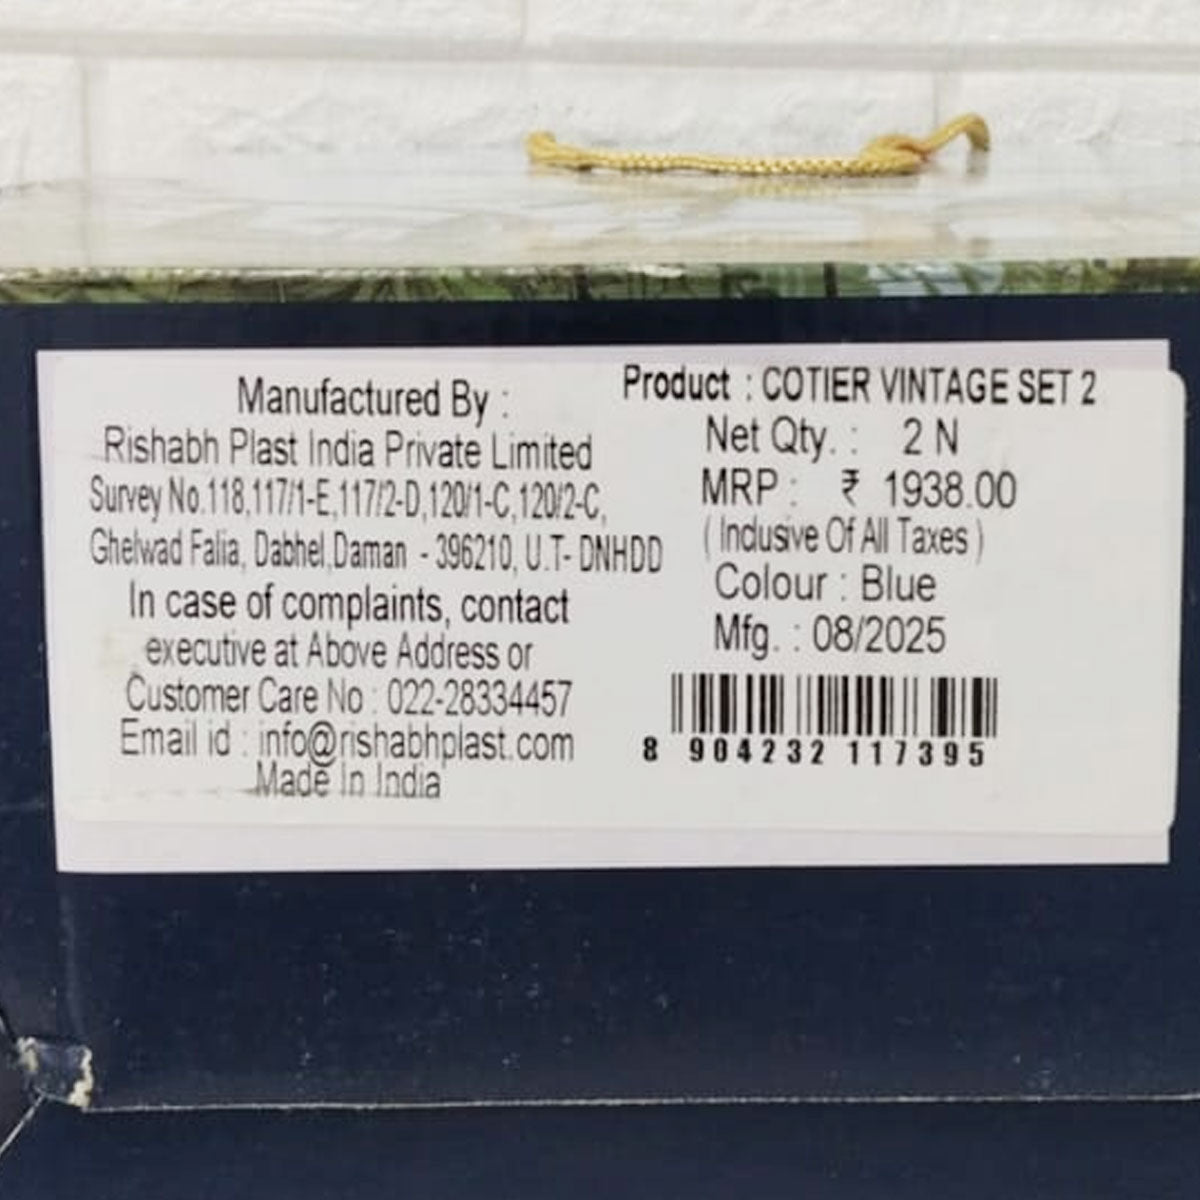 Manufactured By :
Rishabh Plast India Private Limited
Survey No.118,117/1-E,117/2-D,120/1-C,120/2-C,
Ghelwad Falia, Dabhel,Daman - 396210, U.T- DNHDD
In case of complaints, contact
executive at Above Address or
Customer Care No : 022-28334457
Email id : info@rishabhplast.com
Made In India
Product : COTIER VINTAGE SET 2
Net Qty. : 2 N
MRP : ₹ 1938.00
( Inclusive Of All Taxes )
Colour : Blue
Mfg. : 08/2025
8 904232 117395